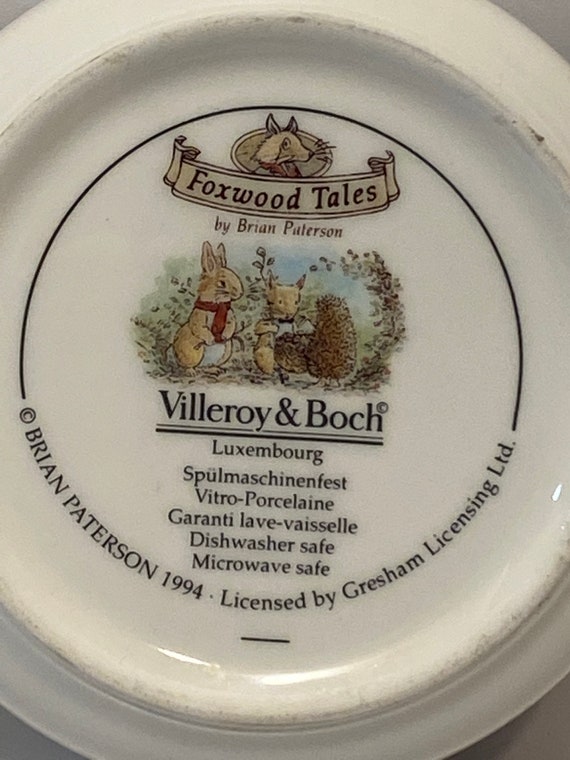 Foxwood Tales
by Brian Paterson
Villeroy & Boch©
Luxembourg
Spülmaschinenfest
Vitro-Porcelaine
Garanti lave-vaisselle
Dishwasher safe
Microwave safe
© BRIAN PATERSON 1994 · Licensed by Gresham Licensing Ltd.